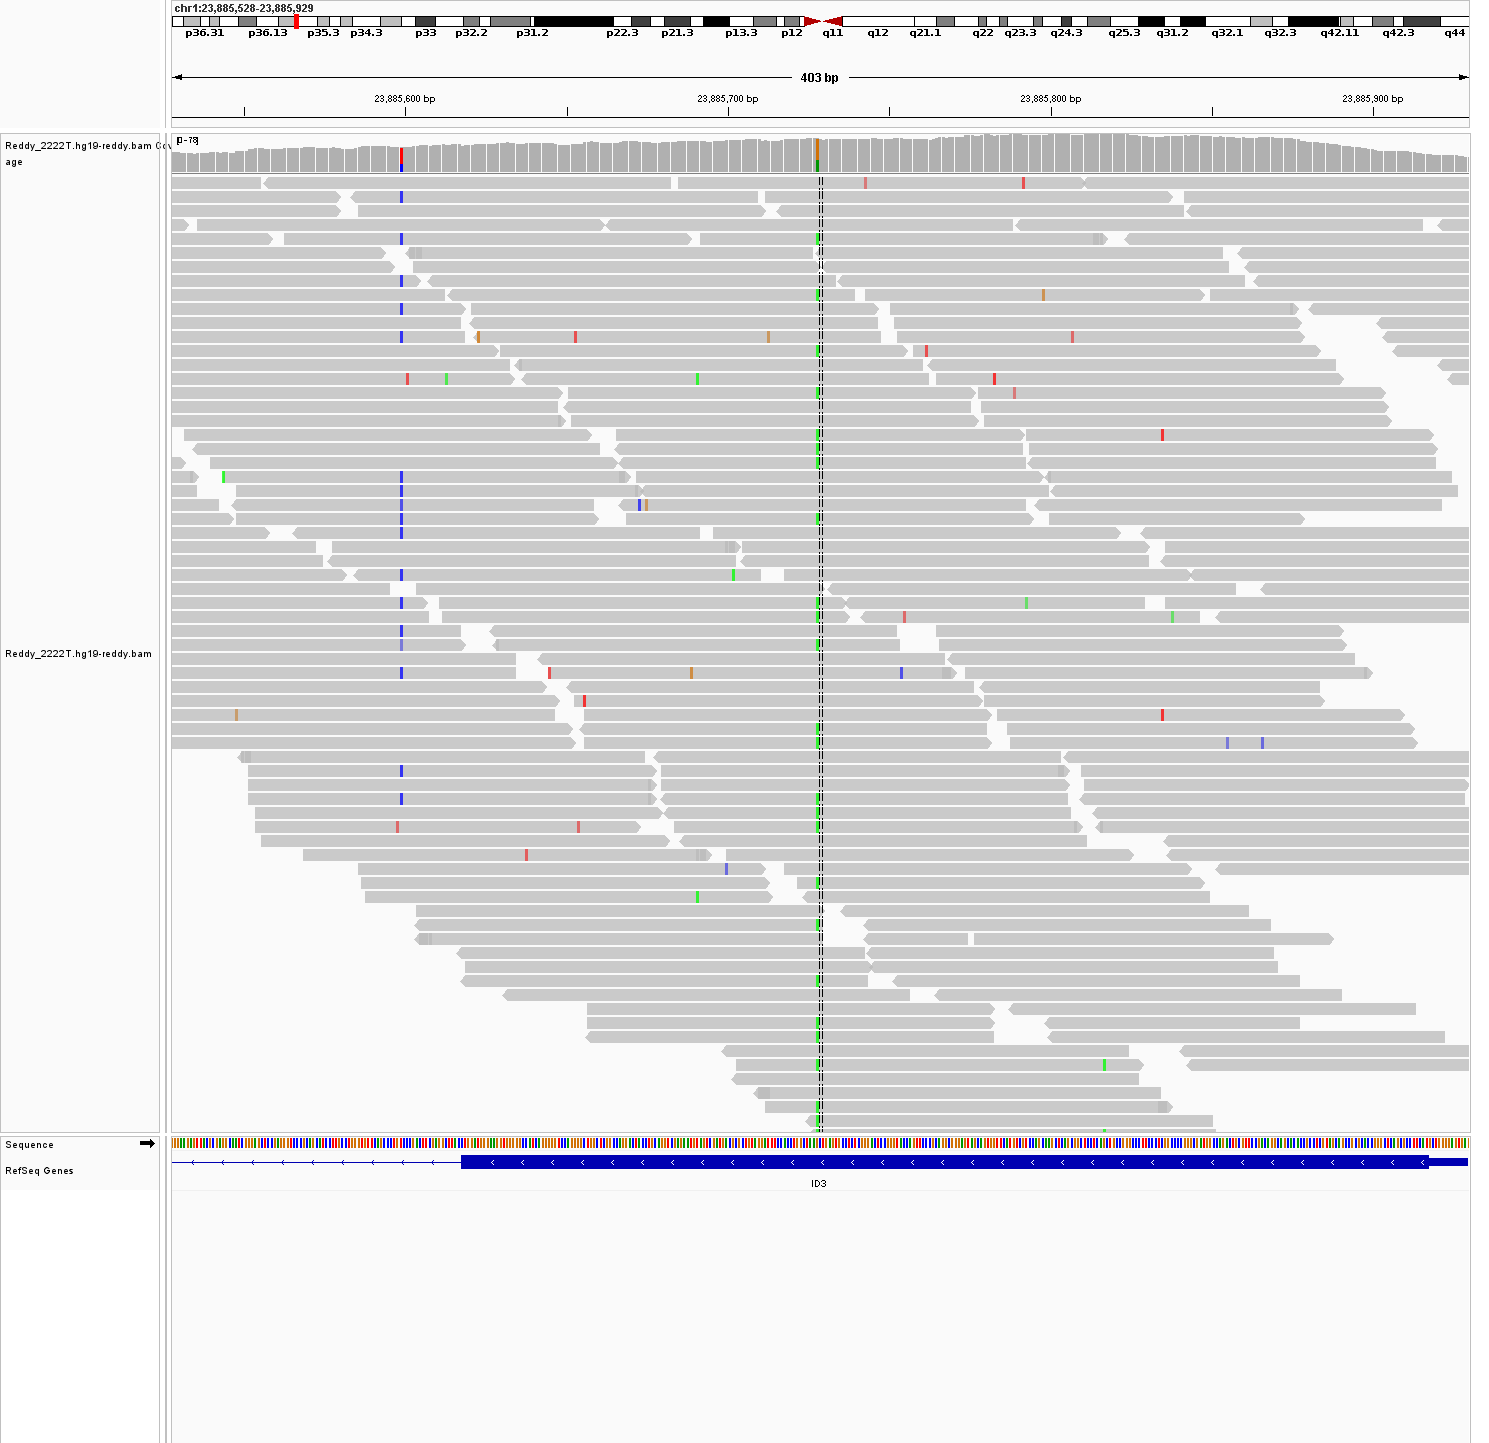 chr1:23,885,528-23,885,929
p36.31 p36.13 p35.3 p34.3 p33 p32.2 p31.2 p22.3 p21.3 p13.3 p12 q11 q12 q21.1 q22 q23.3 q24.3 q25.3 q31.2 q32.1 q32.3 q42.11 q42.3 q44
403 bp
23,885,600 bp 23,885,700 bp 23,885,800 bp 23,885,900 bp
[0-78]
Reddy_2222T.hg19-reddy.bam Cov
age
Reddy_2222T.hg19-reddy.bam
Sequence
RefSeq Genes
ID3